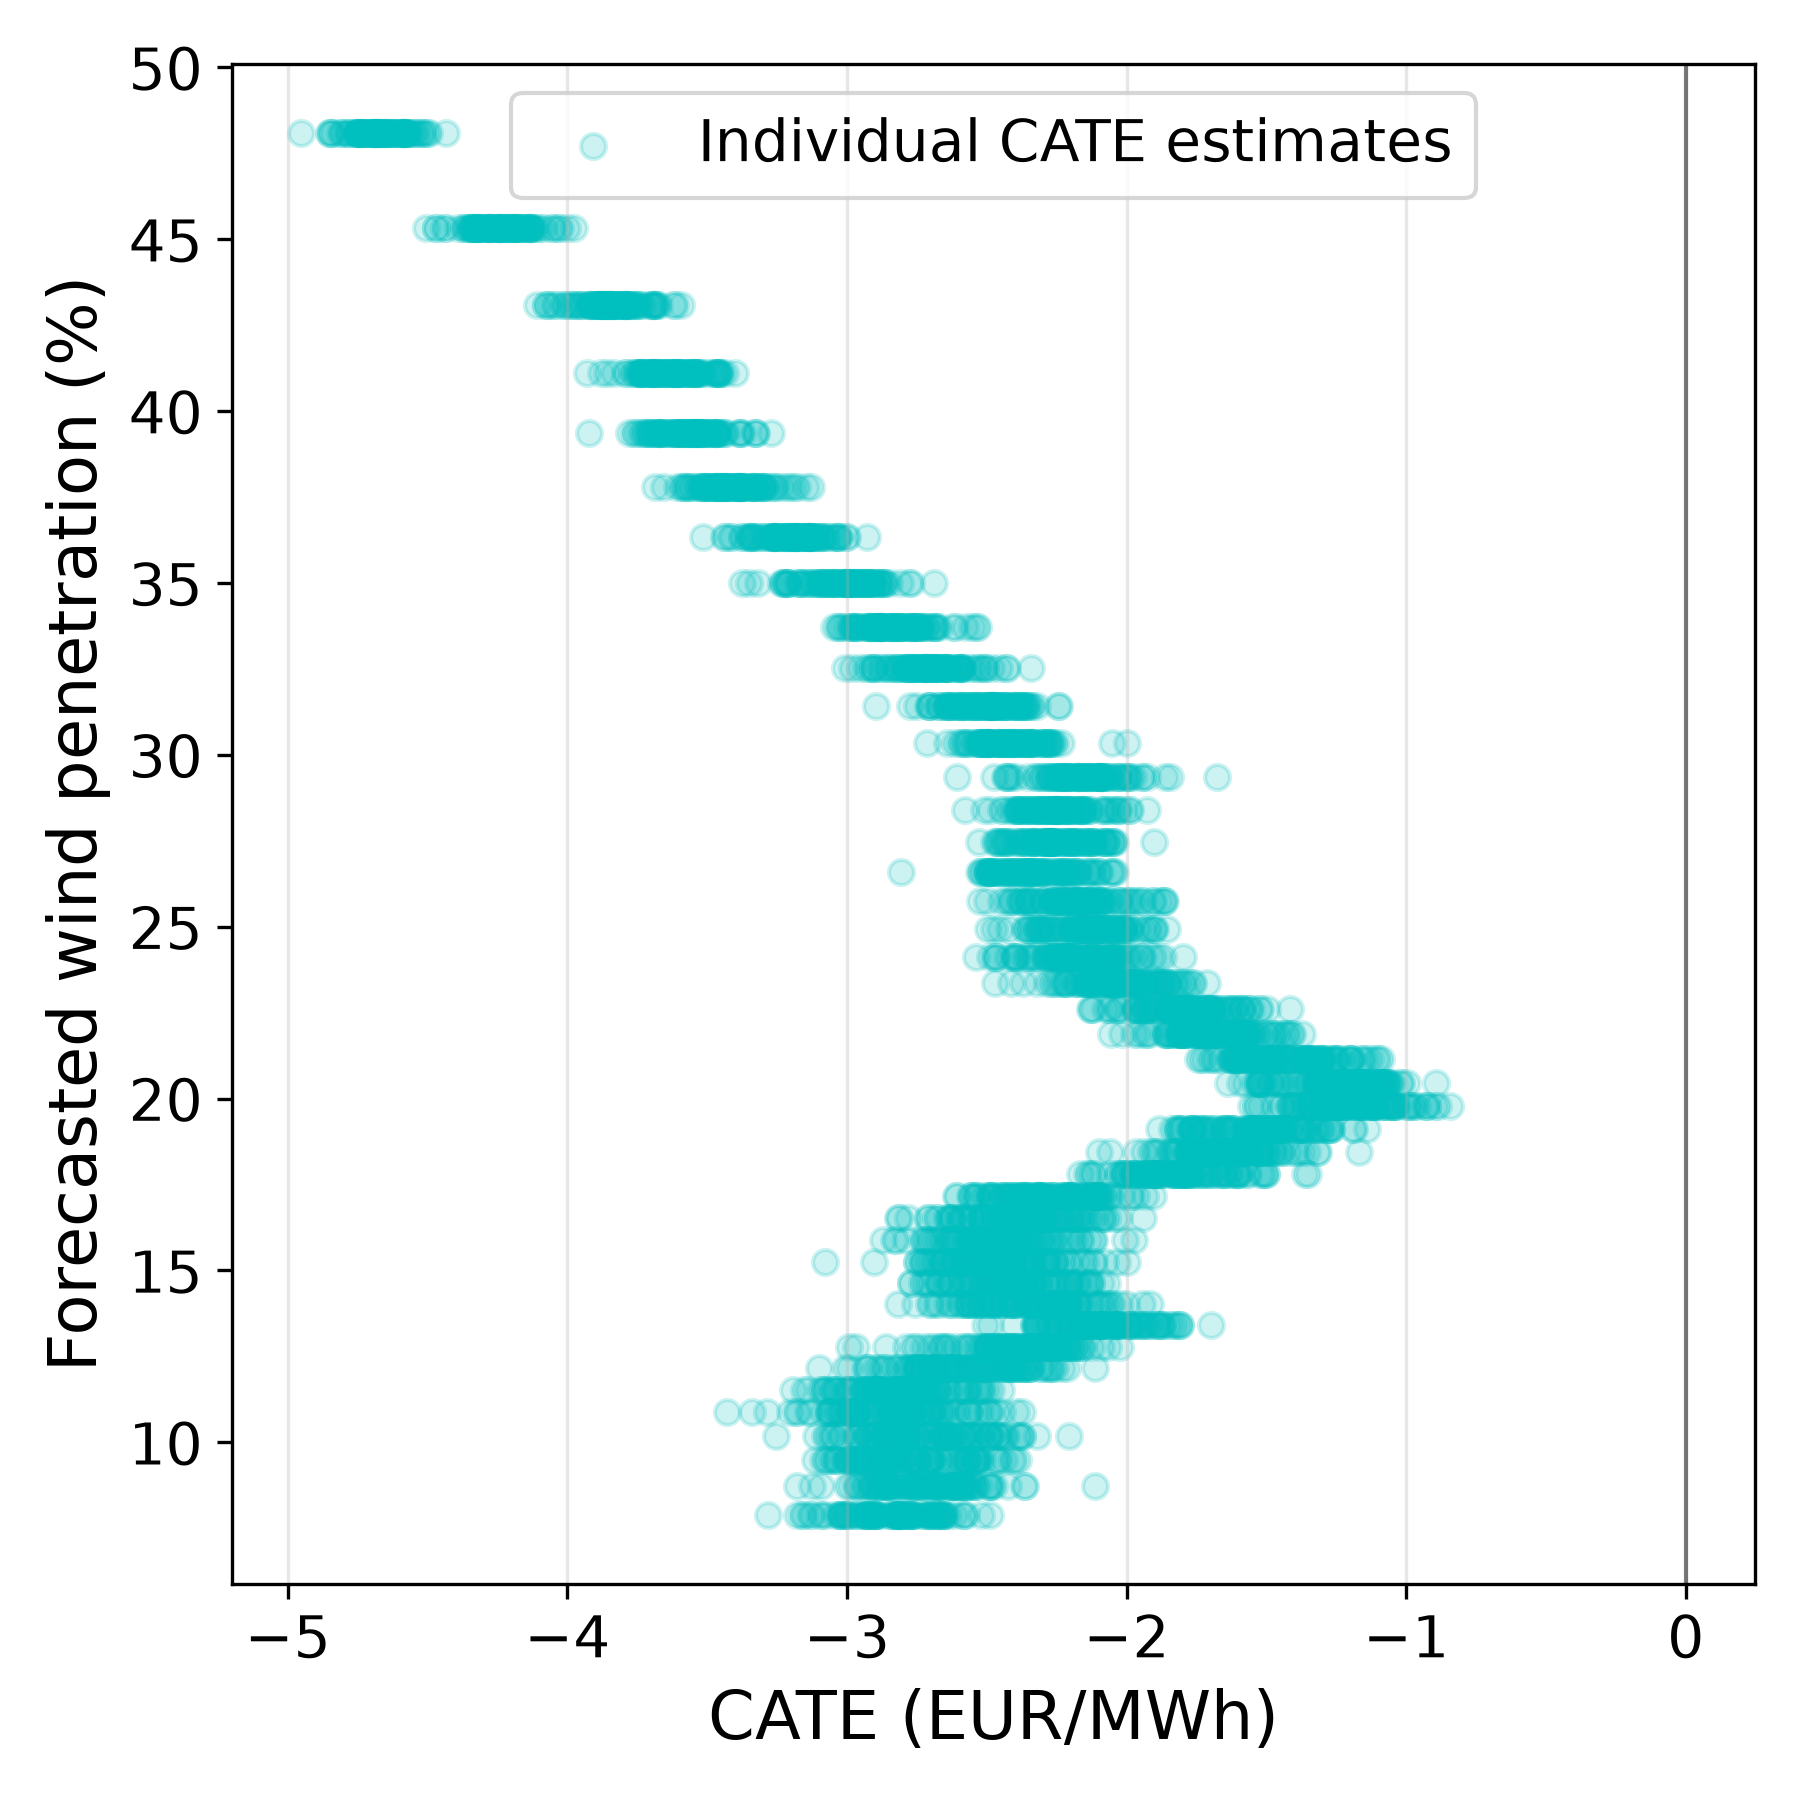 Individual CATE estimates
Forecasted wind penetration (%)
50
45
40
35
30
25
20
15
10
−5 −4 −3 −2 −1 0
CATE (EUR/MWh)